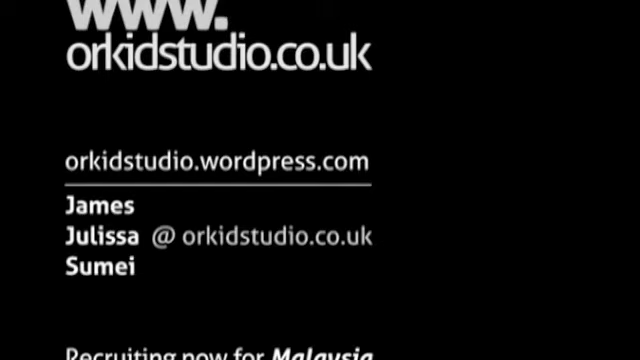 www.
orkidstudio.co.uk
orkidstudio.wordpress.com
James
Julissa @ orkidstudio.co.uk
Sumei
Recruiting now for Malaysia